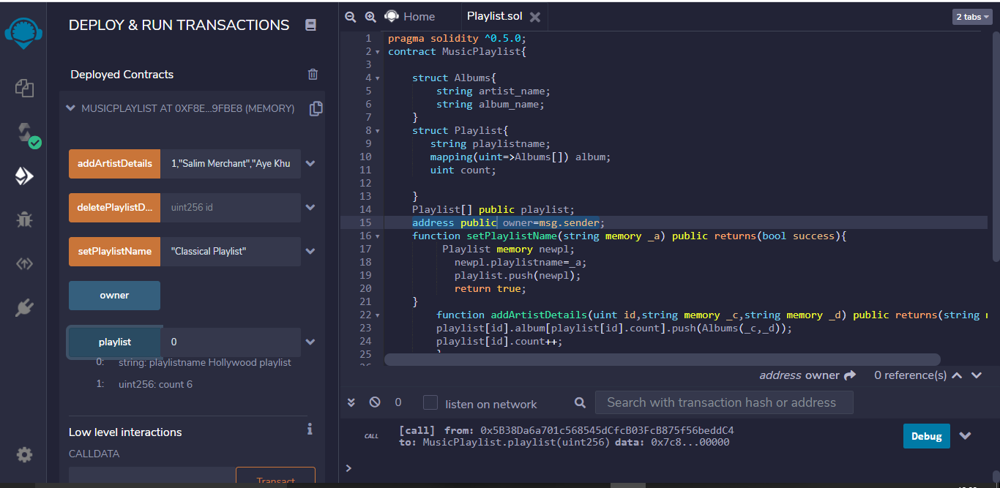 DEPLOY & RUN TRANSACTIONS
Deployed Contracts
MUSICPLAYLIST AT 0XF8E...9FBE8 (MEMORY)
addArtistDetails
1,"Salim Merchant","Aye Khu
deletePlaylistD...
uint256 id
setPlaylistName
"Classical Playlist"
owner
playlist
0
0: string: playlistname Hollywood playlist
1: uint256: count 6
Low level interactions
i
CALLDATA
Transact
Home
Playlist.sol
2 tabs
1 pragma solidity ^0.5.0;
2 contract MusicPlaylist{
3
4 struct Albums{
5 string artist_name;
6 string album_name;
7 }
8 struct Playlist{
9 string playlistname;
10 mapping(uint=>Albums[]) album;
11 uint count;
12
13 }
14 Playlist[] public playlist;
15 address public owner=msg.sender;
16 function setPlaylistName(string memory _a) public returns(bool success){
17 Playlist memory newpl;
18 newpl.playlistname=_a;
19 playlist.push(newpl);
20 return true;
21 }
22 function addArtistDetails(uint id,string memory _c,string memory _d) public returns(string
23 playlist[id].album[playlist[id].count].push(Albums(_c,_d));
24 playlist[id].count++;
25 }
address owner 0 reference(s)
0 listen on network
Search with transaction hash or address
CALL
[call] from: 0x5B38Da6a701c568545dCfcB03FcB875f56beddC4
to: MusicPlaylist.playlist(uint256) data: 0x7c8...00000
Debug
>